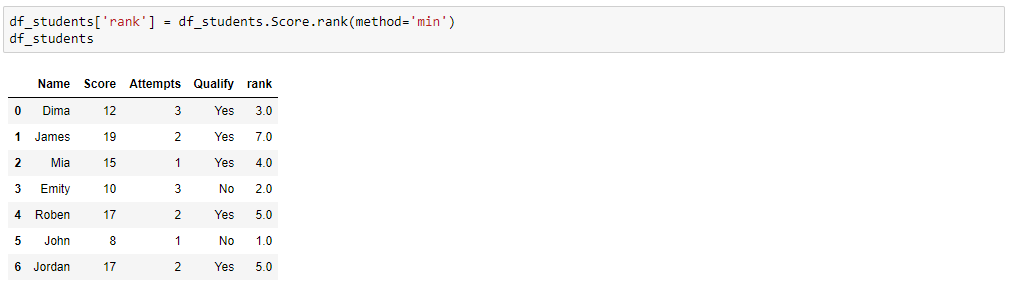 df_students['rank'] = df_students.Score.rank(method='min')
df_students
Name Score Attempts Qualify rank
0 Dima 12 3 Yes 3.0
1 James 19 2 Yes 7.0
2 Mia 15 1 Yes 4.0
3 Emity 10 3 No 2.0
4 Roben 17 2 Yes 5.0
5 John 8 1 No 1.0
6 Jordan 17 2 Yes 5.0